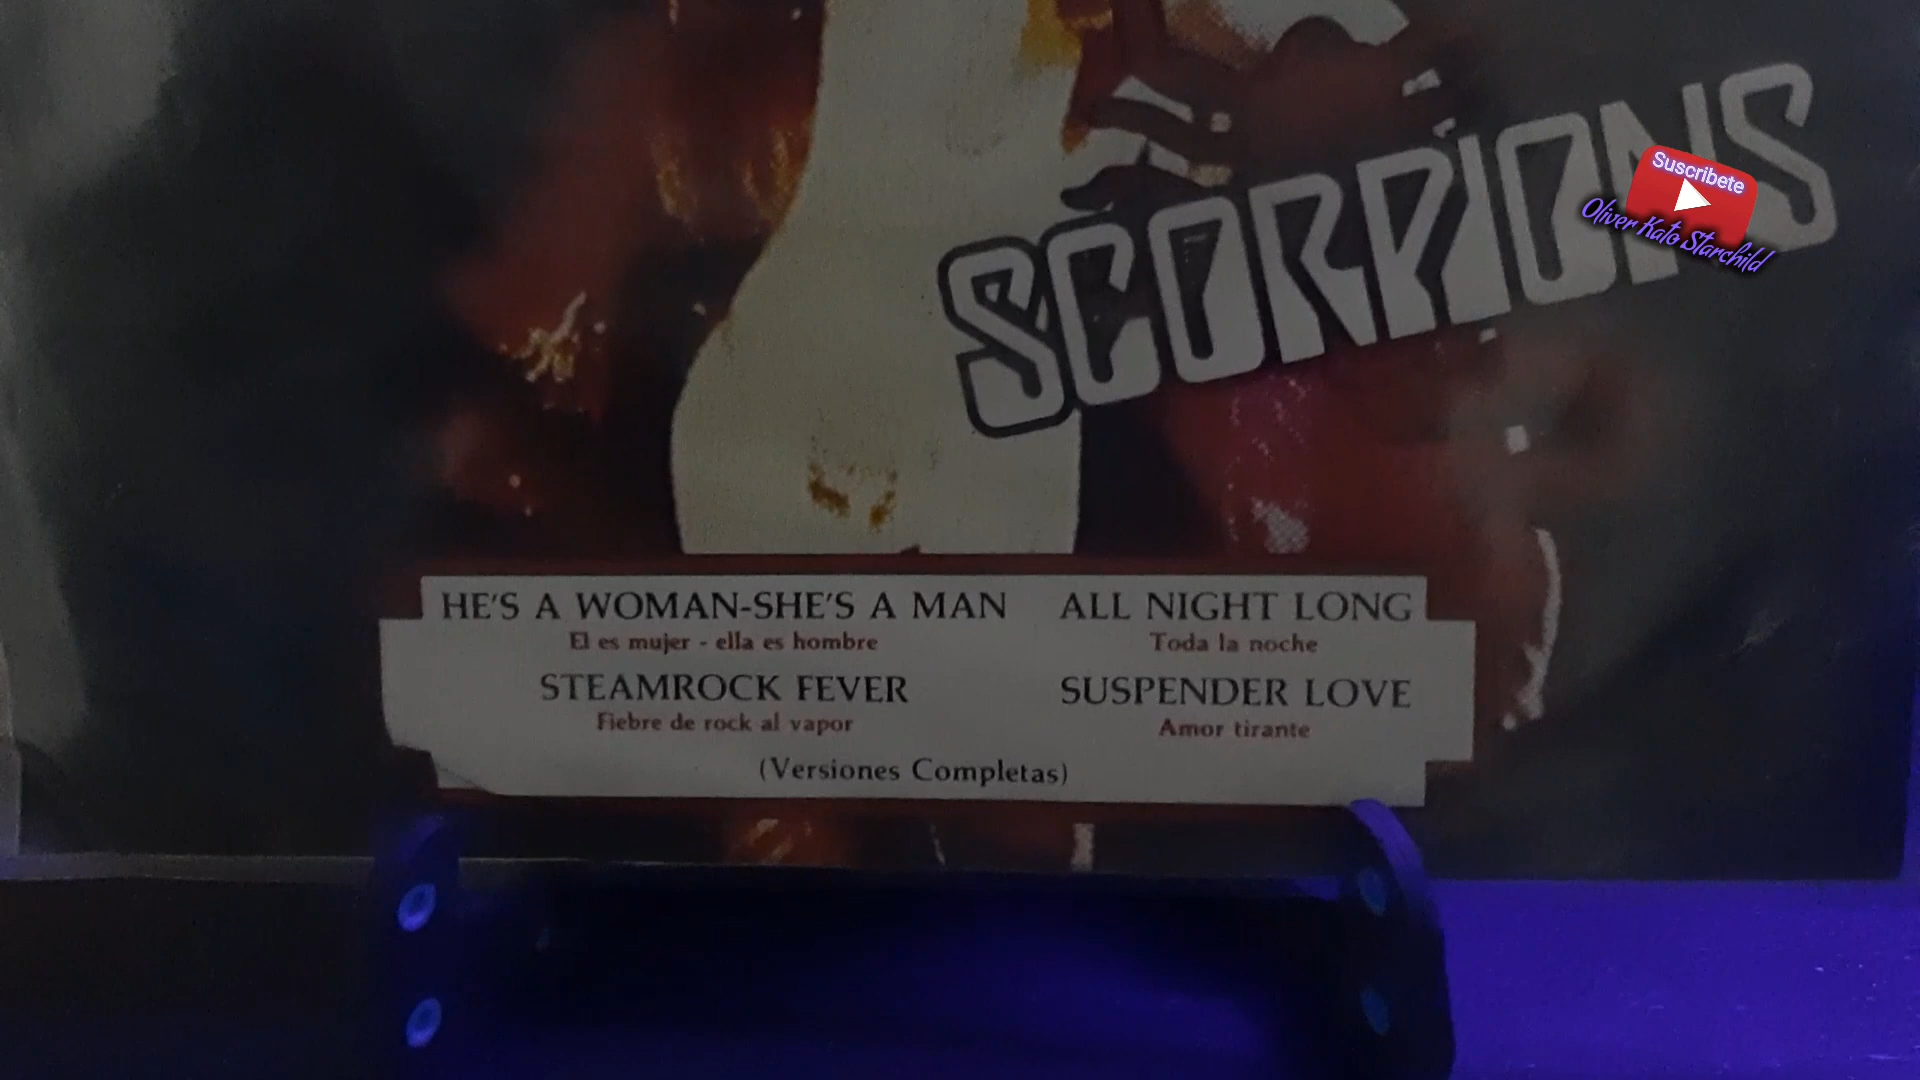 SCORPIONS
Suscribete
Oliver Kato Starchild
HE'S A WOMAN-SHE'S A MAN
El es mujer - ella es hombre
ALL NIGHT LONG
Toda la noche
STEAMROCK FEVER
Fiebre de rock al vapor
SUSPENDER LOVE
Amor tirante
(Versiones Completas)